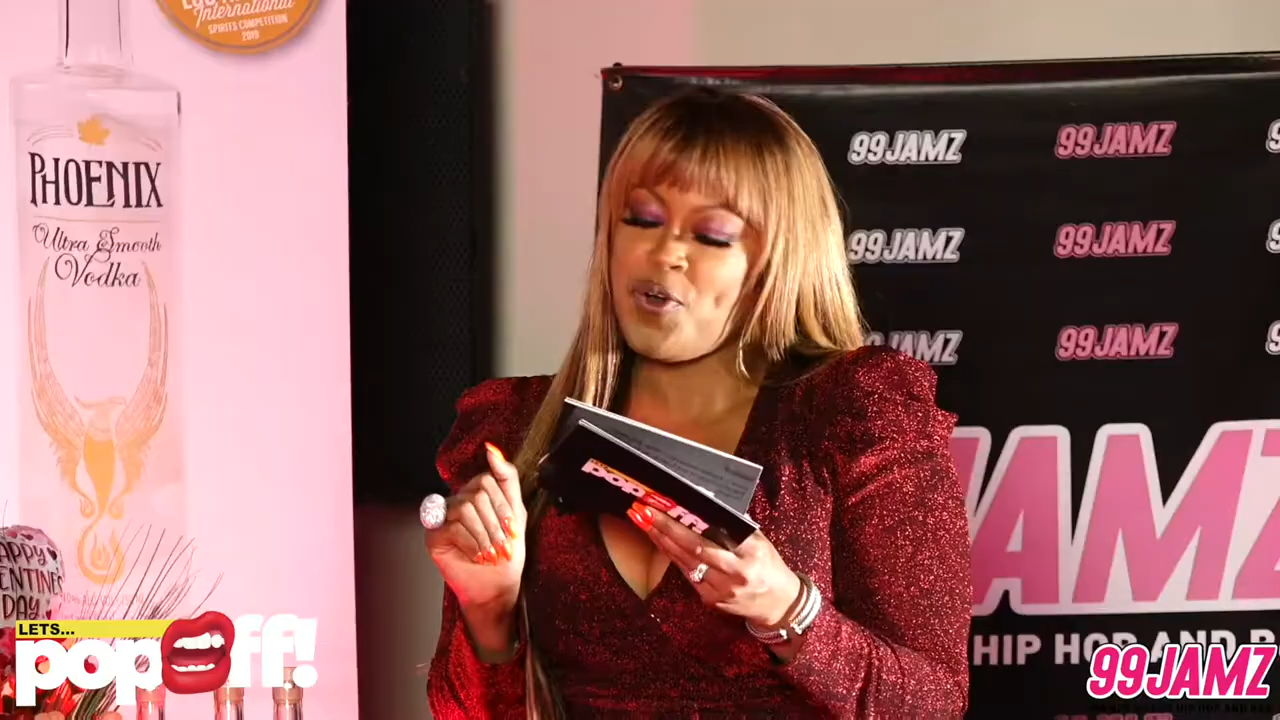 International
SPIRITS COMPETITION
2019
PHOENIX
Ultra Smooth
Vodka
99JAMZ
99JAMZ
99JAMZ
99JAMZ
99JAMZ
99JAMZ
JAMZ
HIP HOP AND R
popOff!
DAY
LETS...
popOff!
99JAMZ